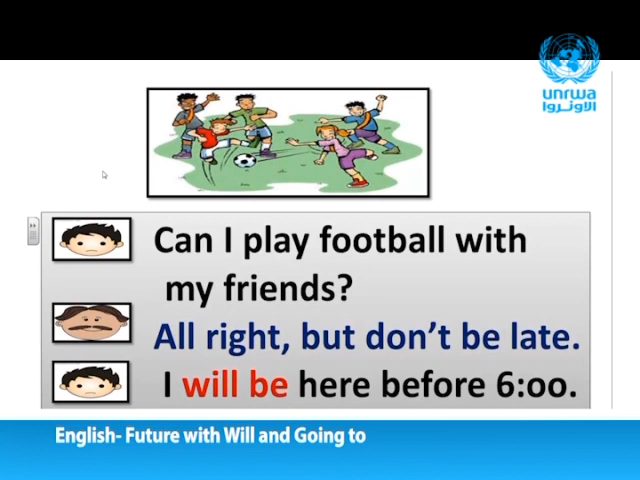 unrwa
الاونروا
Can I play football with
my friends?
All right, but don't be late.
I will be here before 6:oo.
English- Future with Will and Going to